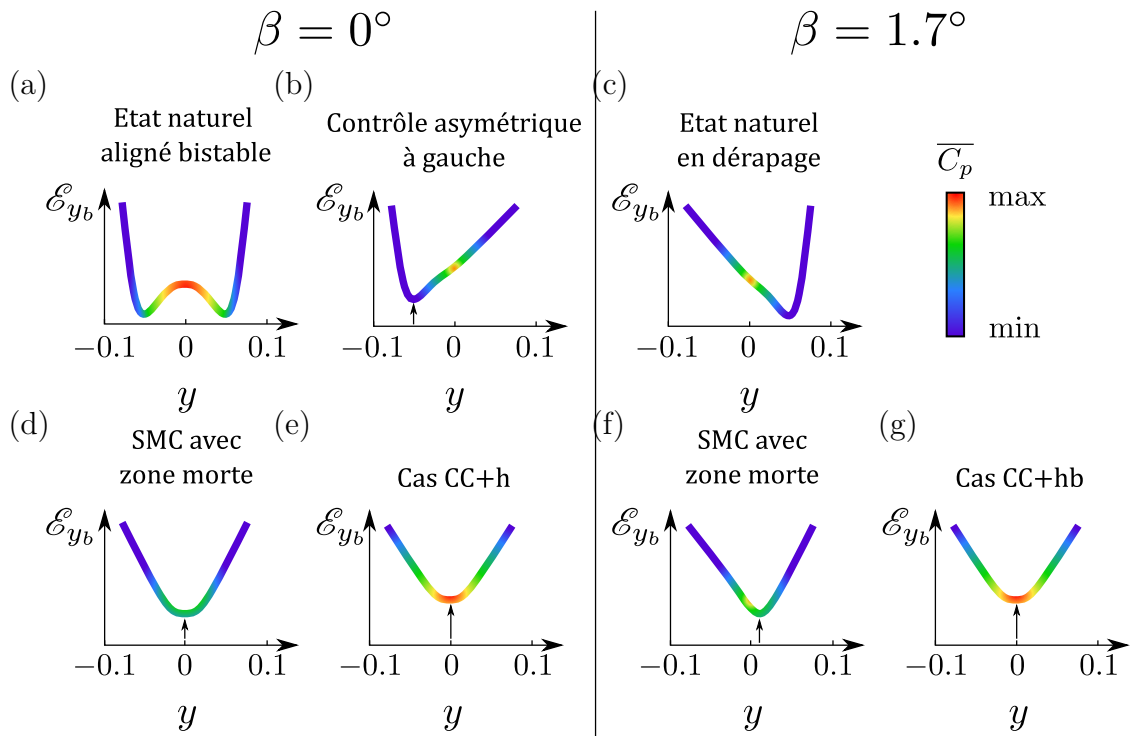 β = 0°
β = 1.7°
(a)
Etat naturel
aligné bistable
ℰ_{y_b}
−0.1 0 0.1
y
(b)
Contrôle asymétrique
à gauche
ℰ_{y_b}
−0.1 0 0.1
y
(c)
Etat naturel
en dérapage
ℰ_{y_b}
−0.1 0 0.1
y
\overline{C_p}
max
min
(d)
SMC avec
zone morte
ℰ_{y_b}
−0.1 0 0.1
y
(e)
Cas CC+h
ℰ_{y_b}
−0.1 0 0.1
y
(f)
SMC avec
zone morte
ℰ_{y_b}
−0.1 0 0.1
y
(g)
Cas CC+hb
ℰ_{y_b}
−0.1 0 0.1
y